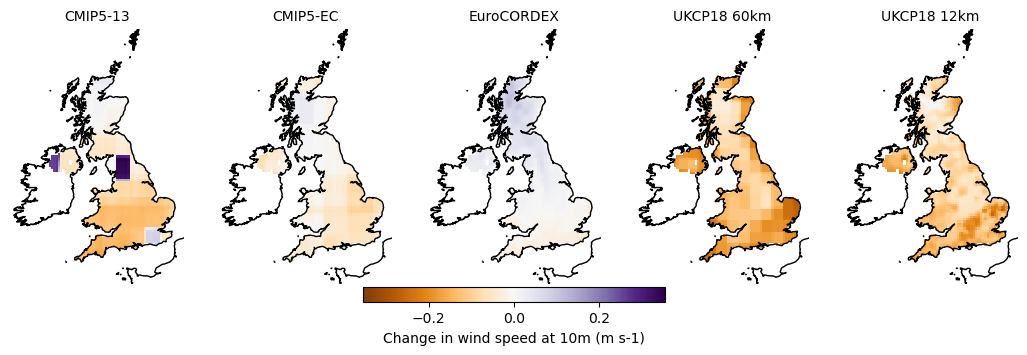 CMIP5-13
CMIP5-EC
EuroCORDEX
UKCP18 60km
UKCP18 12km
−0.2
0.0
0.2
Change in wind speed at 10m (m s-1)